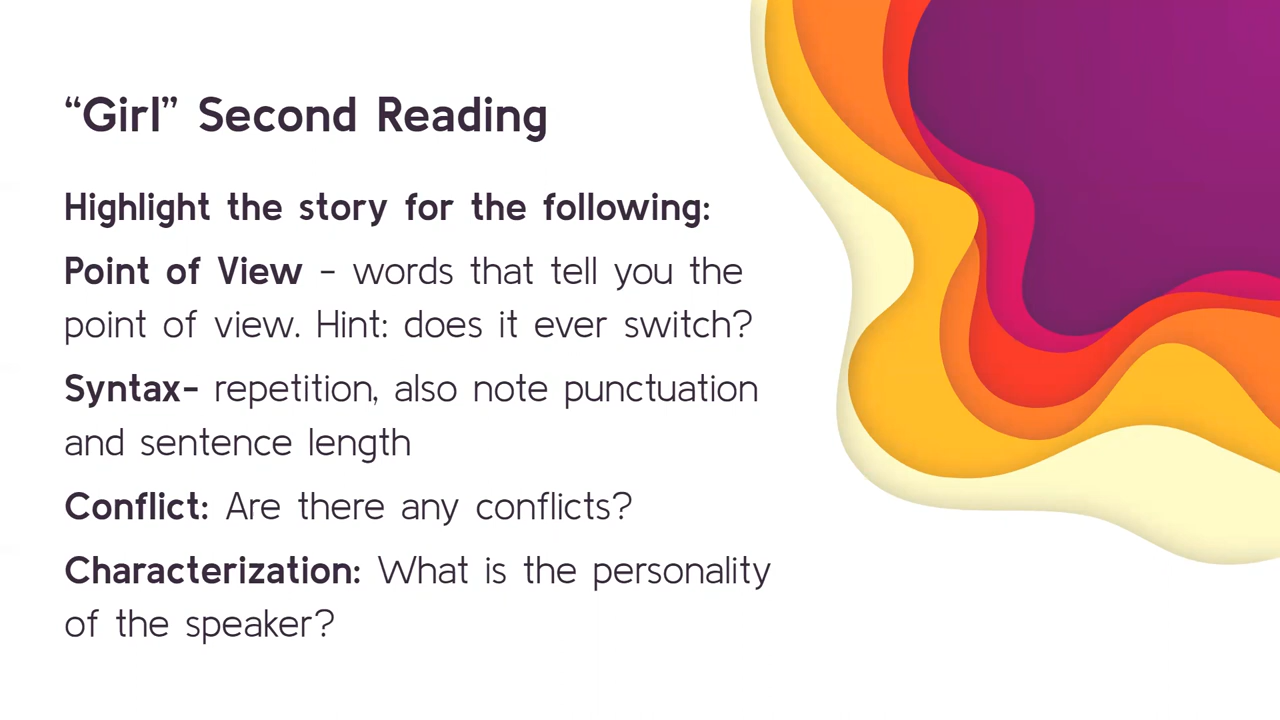 “Girl” Second Reading
Highlight the story for the following:
Point of View - words that tell you the
point of view. Hint: does it ever switch?
Syntax- repetition, also note punctuation
and sentence length
Conflict: Are there any conflicts?
Characterization: What is the personality
of the speaker?